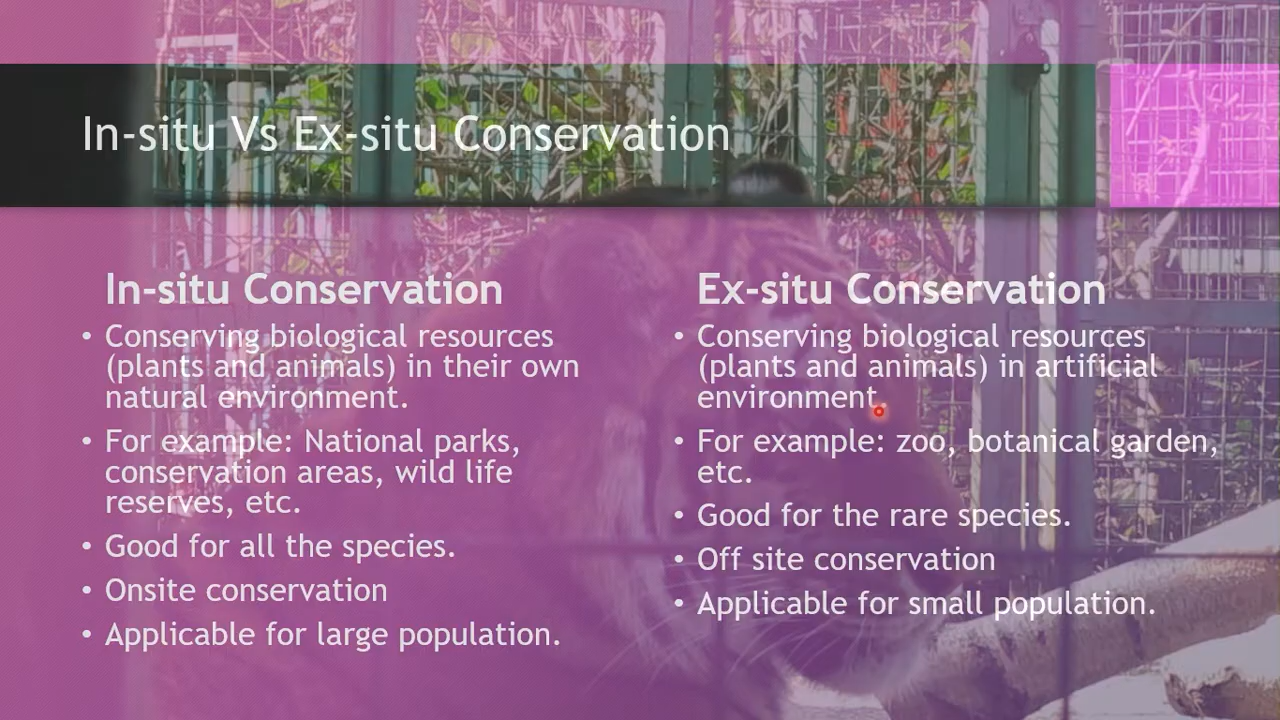 In-situ Vs Ex-situ Conservation
In-situ Conservation
• Conserving biological resources
(plants and animals) in their own
natural environment.
• For example: National parks,
conservation areas, wild life
reserves, etc.
• Good for all the species.
• Onsite conservation
• Applicable for large population.
Ex-situ Conservation
• Conserving biological resources
(plants and animals) in artificial
environment.
• For example: zoo, botanical garden,
etc.
• Good for the rare species.
• Off site conservation
• Applicable for small population.